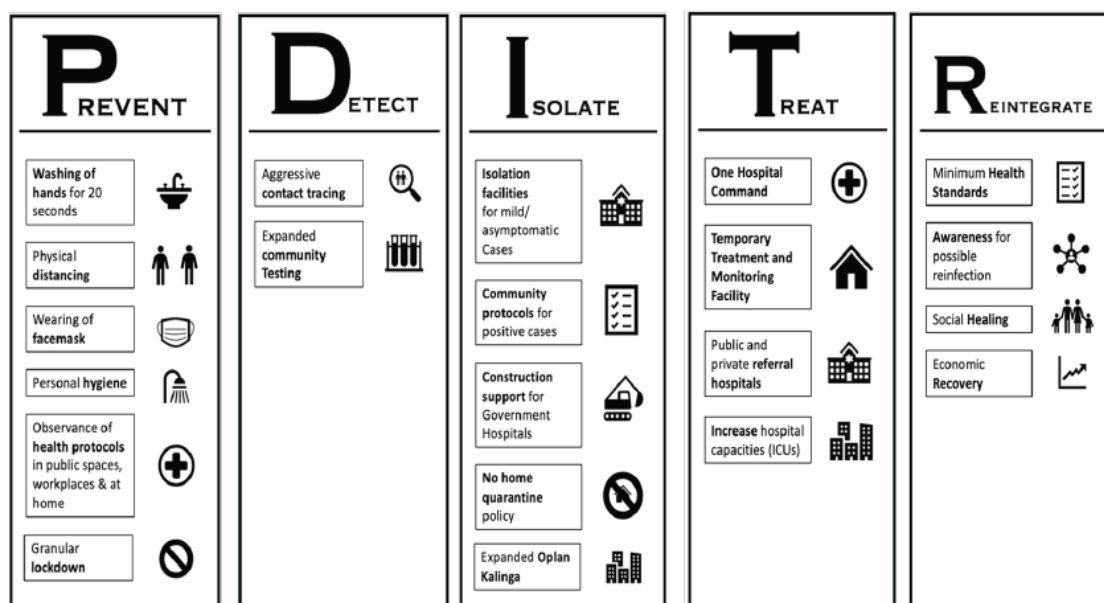 PREVENT
Washing of
hands for 20
seconds
Physical
distancing
Wearing of
facemask
Personal hygiene
Observance of
health protocols
in public spaces,
workplaces & at
home
Granular
lockdown
DETECT
Aggressive
contact tracing
Expanded
community
Testing
ISOLATE
Isolation
facilities
for mild/
asymptomatic
Cases
Community
protocols for
positive cases
Construction
support for
Government
Hospitals
No home
quarantine
policy
Expanded Oplan
Kalinga
TREAT
One Hospital
Command
Temporary
Treatment and
Monitoring
Facility
Public and
private referral
hospitals
Increase hospital
capacities (ICUs)
REINTEGRATE
Minimum Health
Standards
Awareness for
possible
reinfection
Social Healing
Economic
Recovery